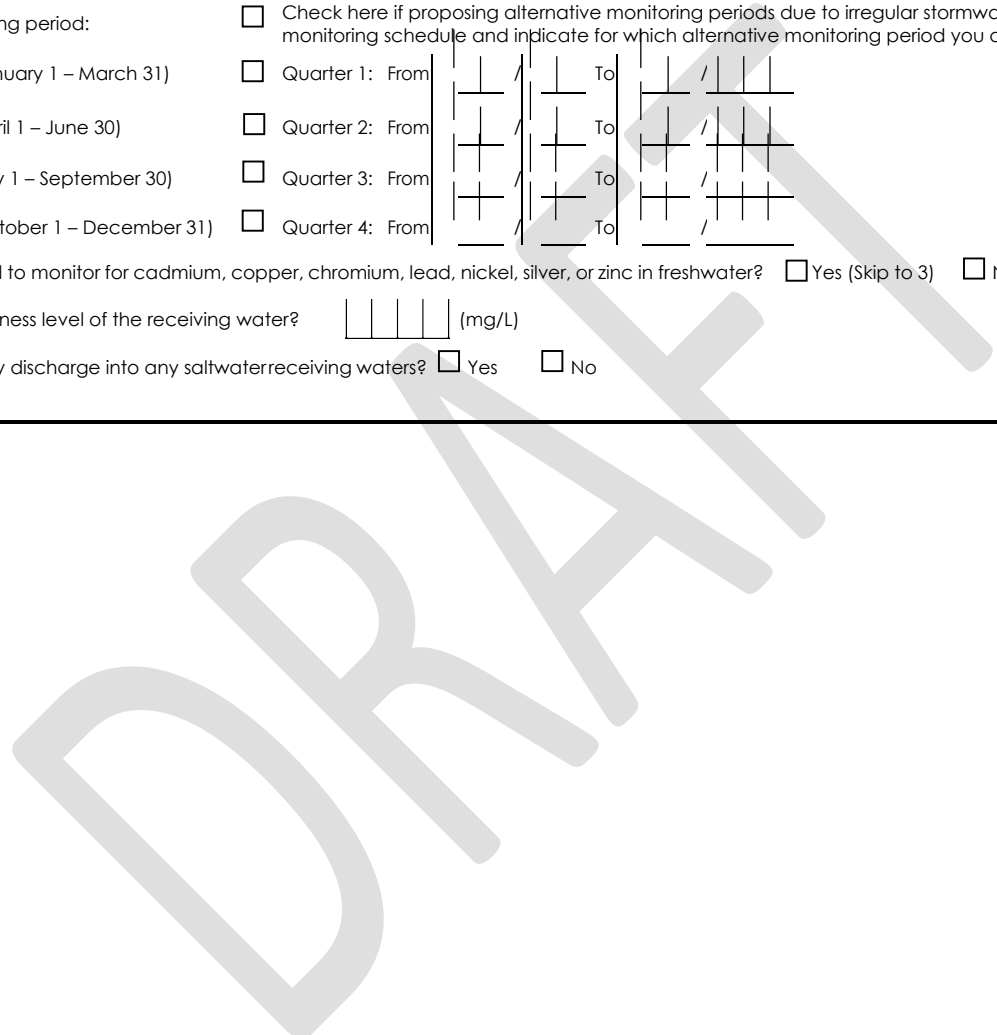 ng period:
Check here if proposing alternative monitoring periods due to irregular stormwa
monitoring schedule and indicate for which alternative monitoring period you a
nuary 1 – March 31) Quarter 1: From / To /
ril 1 – June 30) Quarter 2: From / To /
y 1 – September 30) Quarter 3: From / To /
tober 1 – December 31) Quarter 4: From / To /
d to monitor for cadmium, copper, chromium, lead, nickel, silver, or zinc in freshwater? Yes (Skip to 3) N
ness level of the receiving water? (mg/L)
y discharge into any saltwater receiving waters? Yes No
DRAFT